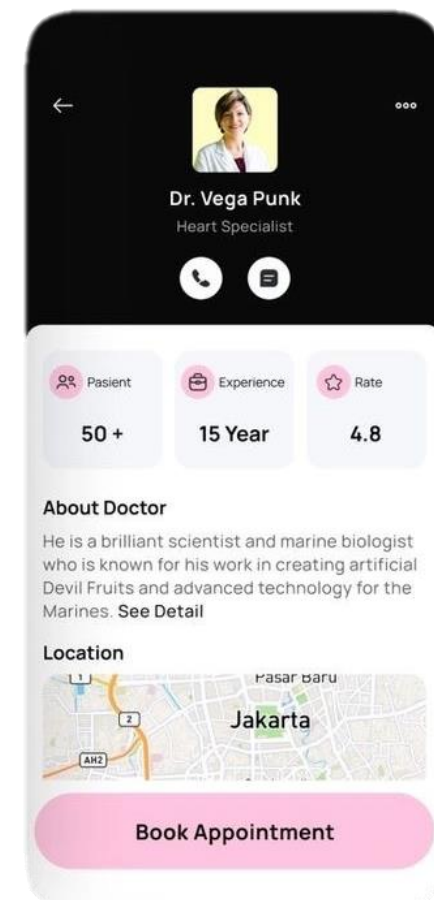 Dr. Vega Punk
Heart Specialist
Pasient
Experience
Rate
50 +
15 Year
4.8
About Doctor
He is a brilliant scientist and marine biologist
who is known for his work in creating artificial
Devil Fruits and advanced technology for the
Marines. See Detail
Location
1
Pasar Baru
2
Jakarta
AH2
Book Appointment